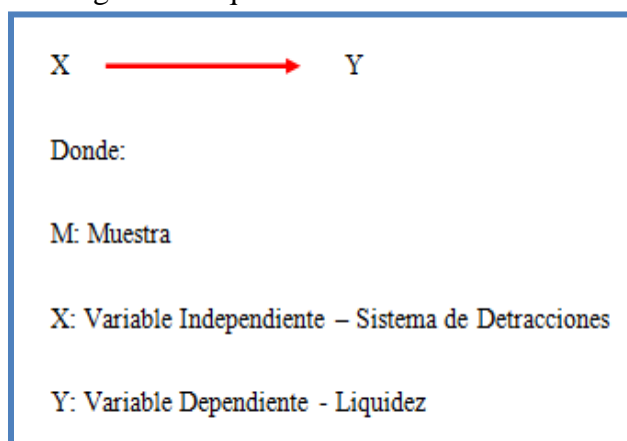 X Y
Donde:
M: Muestra
X: Variable Independiente – Sistema de Detracciones
Y: Variable Dependiente - Liquidez